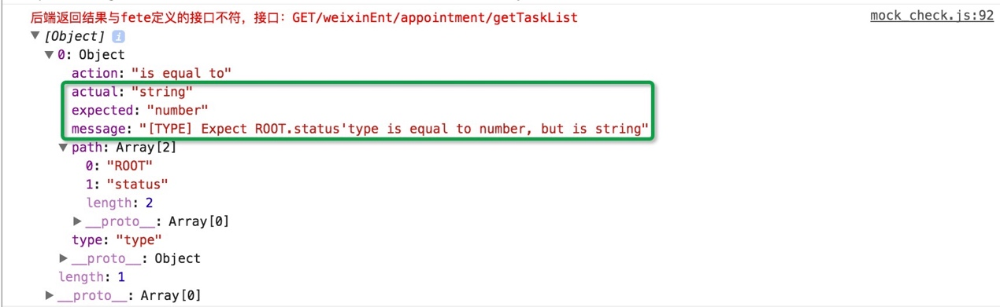 后端返回结果与fete定义的接口不符，接口：GET/weixinEnt/appointment/getTaskList
mock_check.js:92
▼ [Object] i
▼ 0: Object
action: "is equal to"
actual: "string"
expected: "number"
message: "[TYPE] Expect ROOT.status'type is equal to number, but is string"
▼ path: Array[2]
0: "ROOT"
1: "status"
length: 2
▶ __proto__: Array[0]
type: "type"
▶ __proto__: Object
length: 1
▶ __proto__: Array[0]